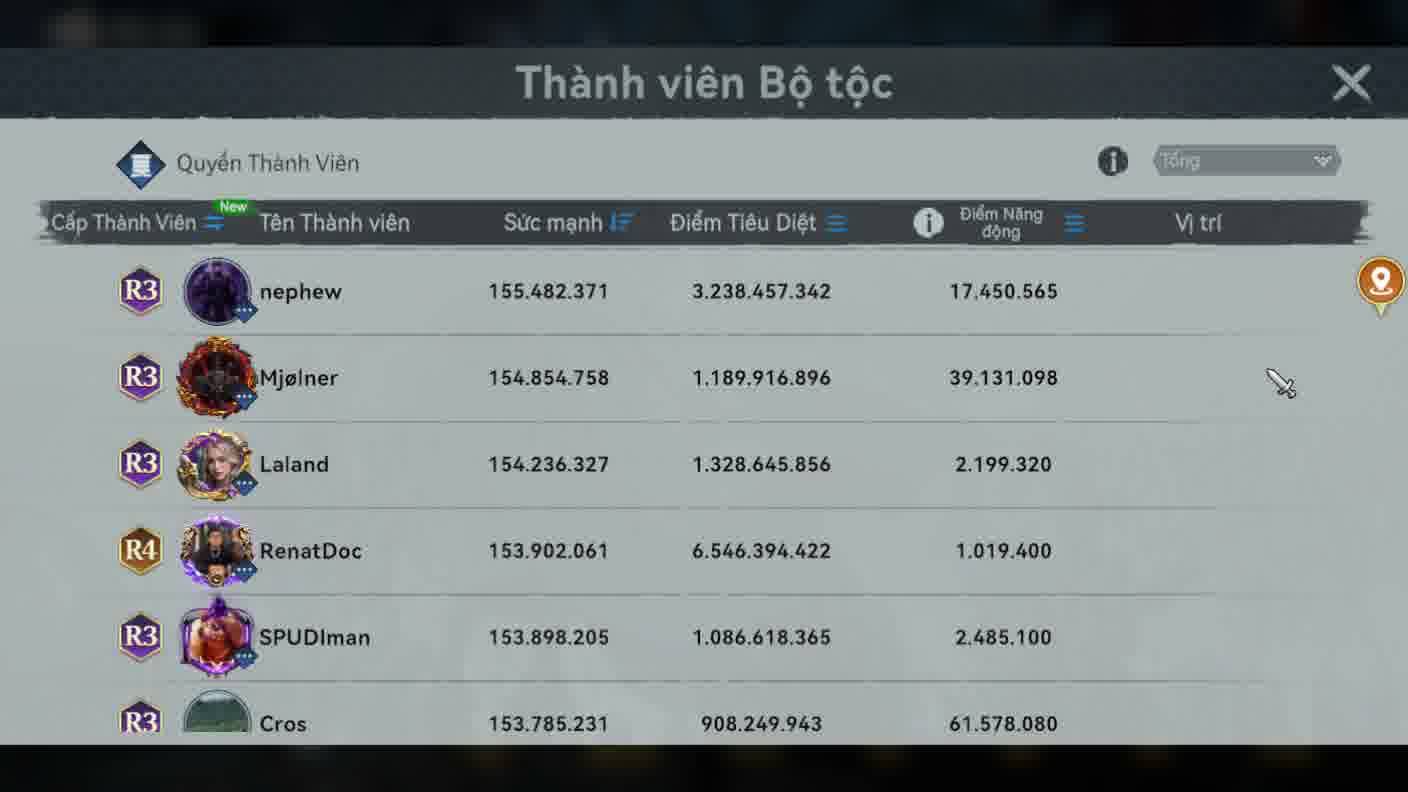 Thành viên Bộ tộc
Quyền Thành Viên
Tổng
New
Cấp Thành Viên Tên Thành viên Sức mạnh Điểm Tiêu Diệt Điểm Năng động Vị trí
R3 nephew 155.482.371 3.238.457.342 17.450.565
R3 Mjølner 154.854.758 1.189.916.896 39.131.098
R3 Laland 154.236.327 1.328.645.856 2.199.320
R4 RenatDoc 153.902.061 6.546.394.422 1.019.400
R3 SPUDIman 153.898.205 1.086.618.365 2.485.100
R3 Cros 153.785.231 908.249.943 61.578.080